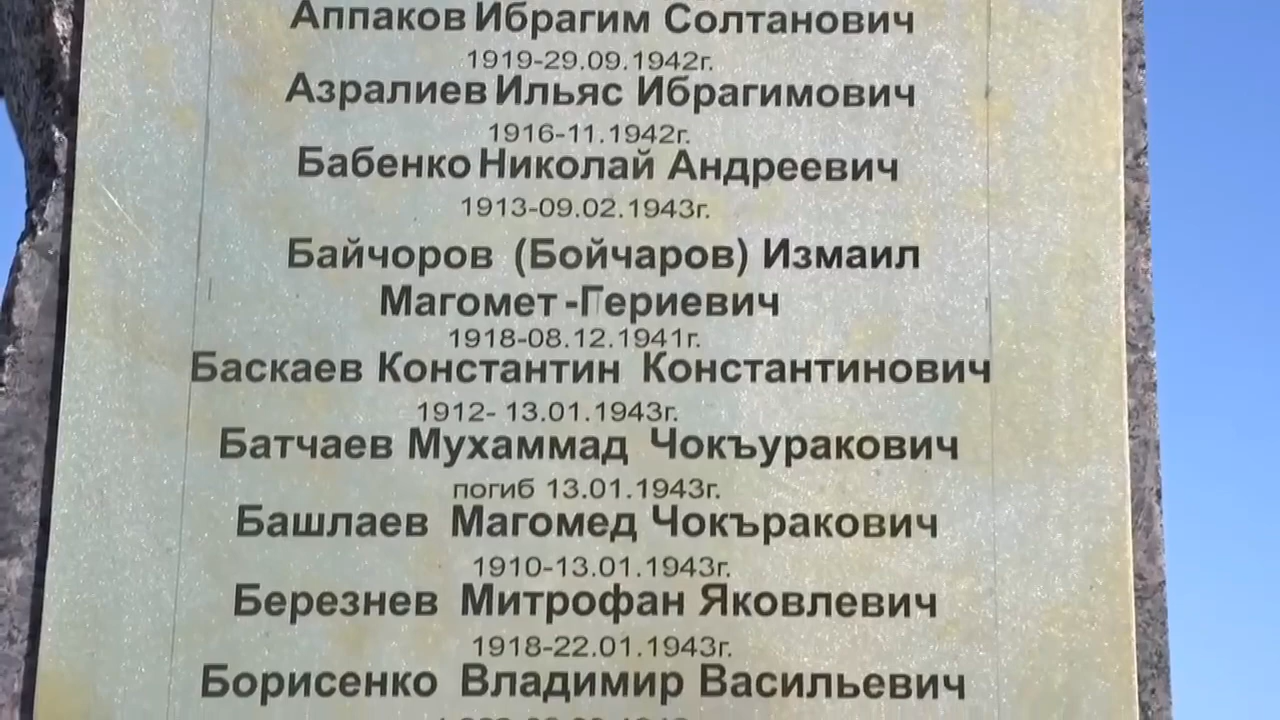 Аппаков Ибрагим Солтанович
1919-29.09.1942г.
Азралиев Ильяс Ибрагимович
1916-11.1942г.
Бабенко Николай Андреевич
1913-09.02.1943г.
Байчоров (Бойчаров) Измаил
Магомет -Гериевич
1918-08.12.1941г.
Баскаев Константин Константинович
1912- 13.01.1943г.
Батчаев Мухаммад Чокъуракович
погиб 13.01.1943г.
Башлаев Магомед Чокъракович
1910-13.01.1943г.
Березнев Митрофан Яковлевич
1918-22.01.1943г.
Борисенко Владимир Васильевич